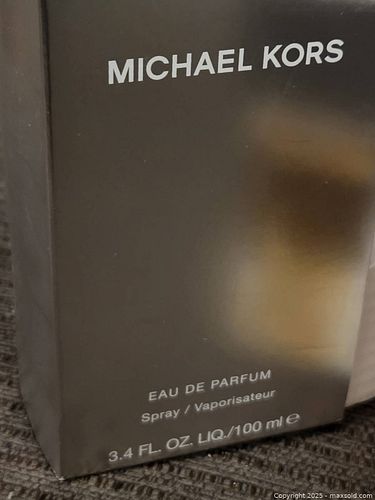 MICHAEL KORS
EAU DE PARFUM
Spray / Vaporisateur
3.4 FL. OZ. LIQ./100 ml ℮
Copyright 2025 - maxsold.com